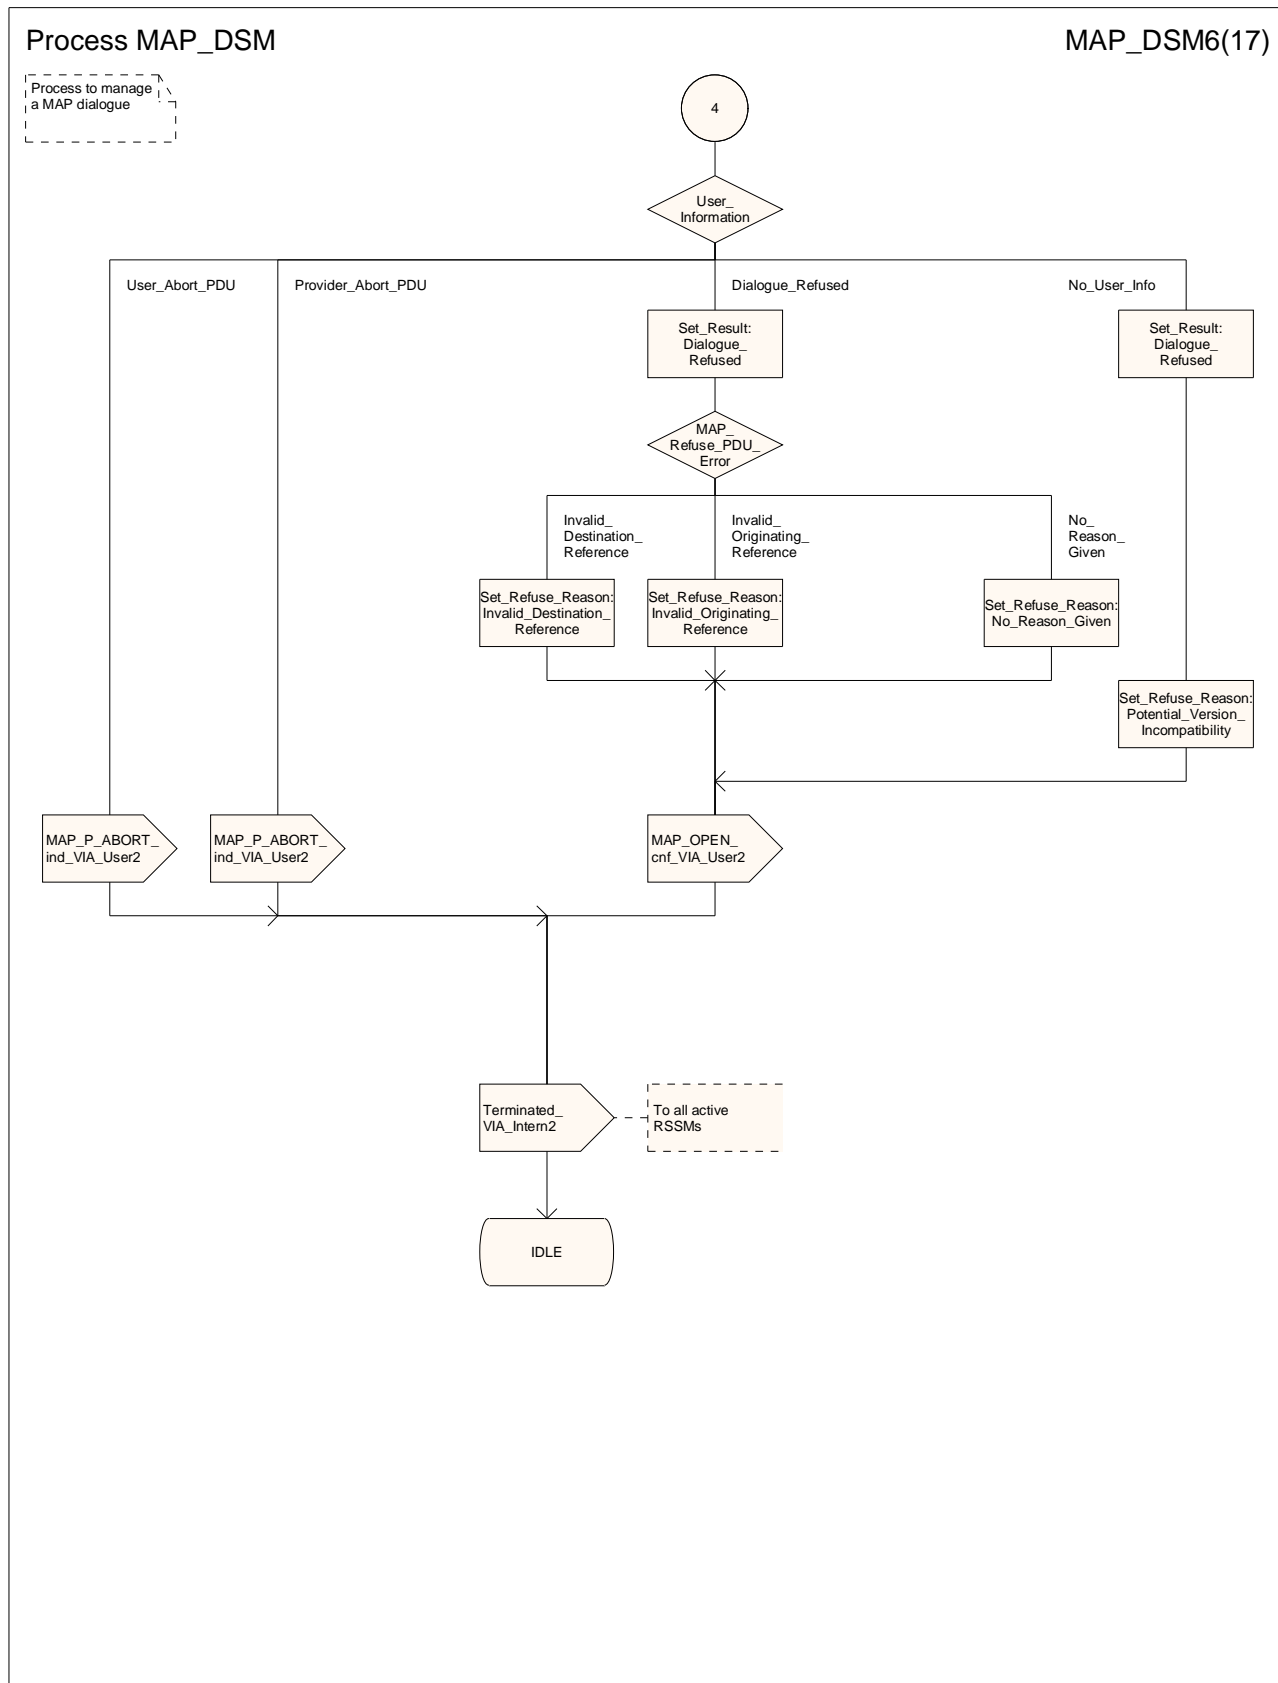 Process MAP_DSM
MAP_DSM6(17)
Process to manage
a MAP dialogue
4
User_
Information
User_Abort_PDU
Provider_Abort_PDU
Dialogue_Refused
No_User_Info
Set_Result:
Dialogue_
Refused
Set_Result:
Dialogue_
Refused
MAP_
Refuse_PDU_
Error
Invalid_
Destination_
Reference
Invalid_
Originating_
Reference
No_
Reason_
Given
Set_Refuse_Reason:
Invalid_Destination_
Reference
Set_Refuse_Reason:
Invalid_Originating_
Reference
Set_Refuse_Reason:
No_Reason_Given
Set_Refuse_Reason:
Potential_Version_
Incompatibility
MAP_P_ABORT_
ind_VIA_User2
MAP_P_ABORT_
ind_VIA_User2
MAP_OPEN_
cnf_VIA_User2
Terminated_
VIA_Intern2
To all active
RSSMs
IDLE